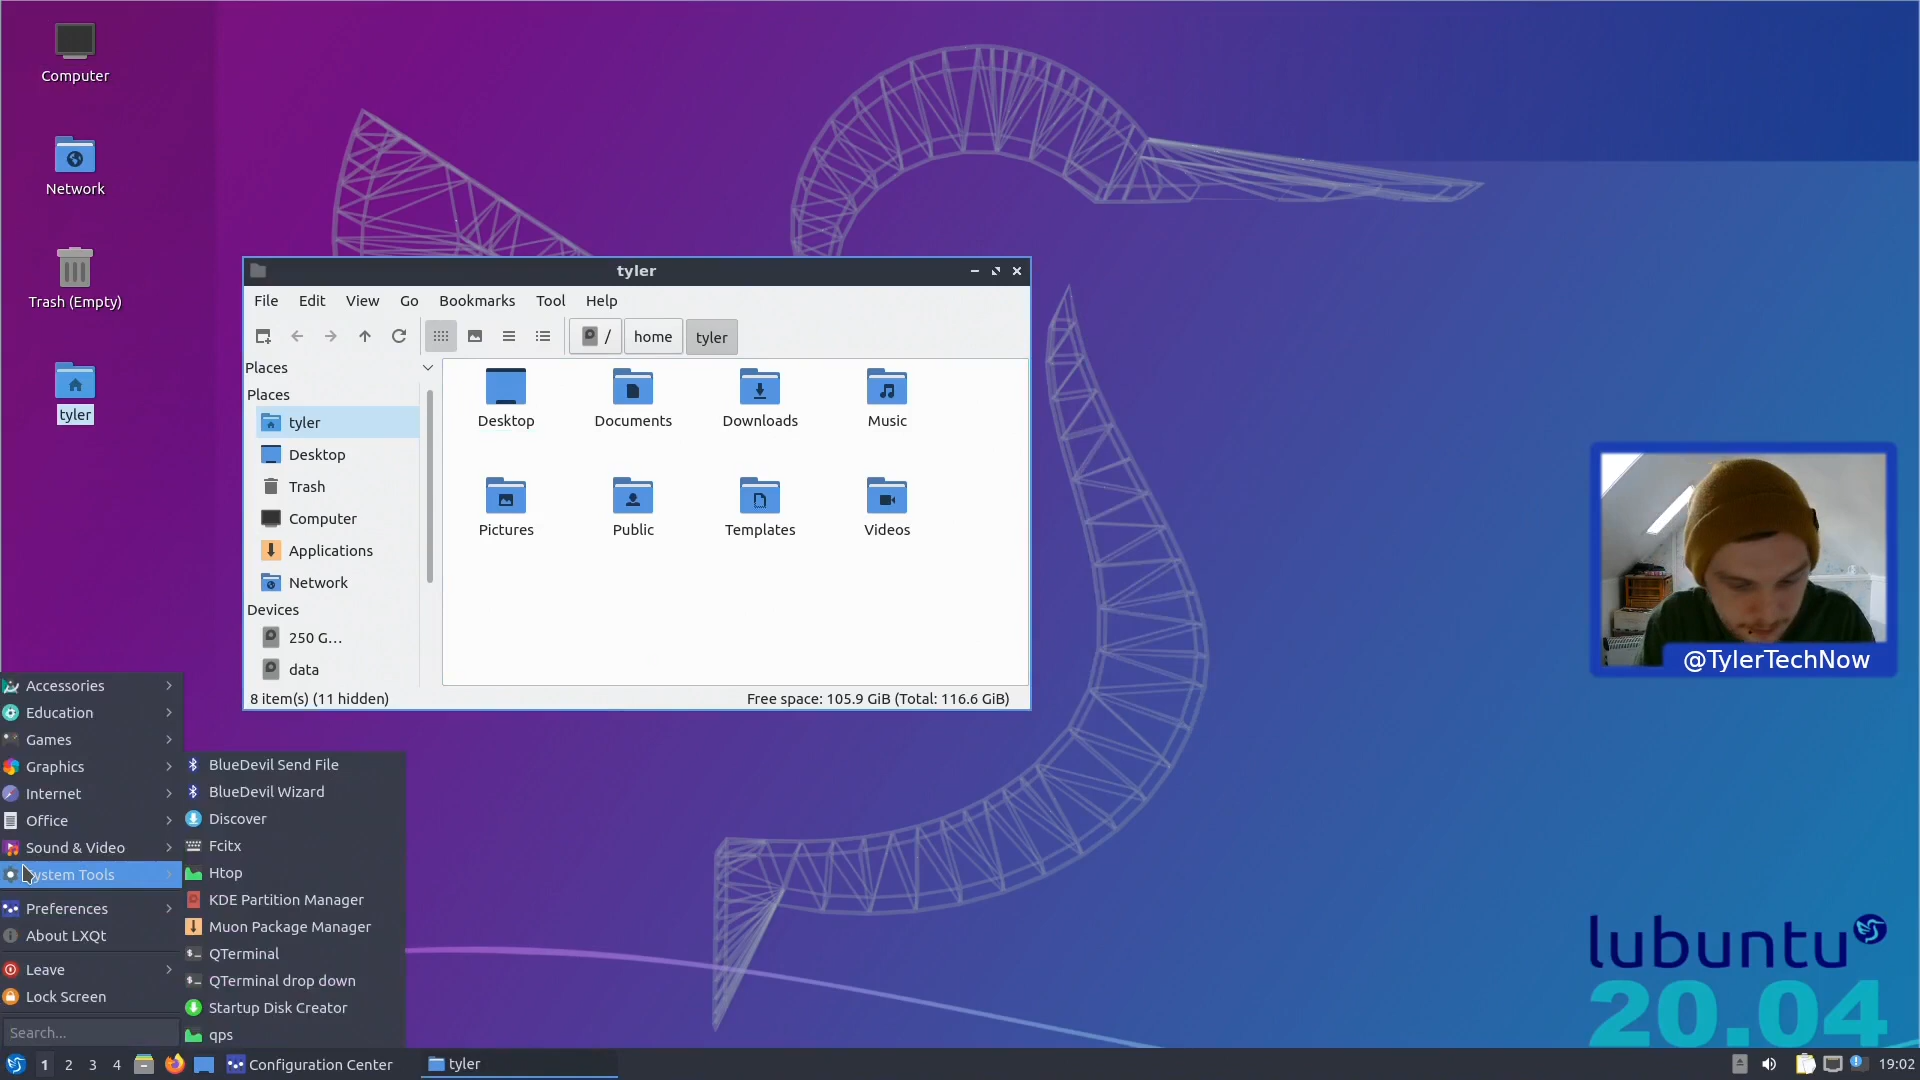 Computer
Network
Trash (Empty)
tyler
tyler
File Edit View Go Bookmarks Tool Help
/ home tyler
Places
Places
tyler
Desktop
Trash
Computer
Applications
Network
Devices
250 G...
data
Desktop Documents Downloads Music
Pictures Public Templates Videos
8 item(s) (11 hidden) Free space: 105.9 GiB (Total: 116.6 GiB)
@TylerTechNow
Accessories
Education
Games
Graphics
Internet
Office
Sound & Video
System Tools
Preferences
About LXQt
Leave
Lock Screen
Search...
BlueDevil Send File
BlueDevil Wizard
Discover
Fcitx
Htop
KDE Partition Manager
Muon Package Manager
QTerminal
QTerminal drop down
Startup Disk Creator
qps
lubuntu
20.04
1 2 3 4 Configuration Center tyler 19:02